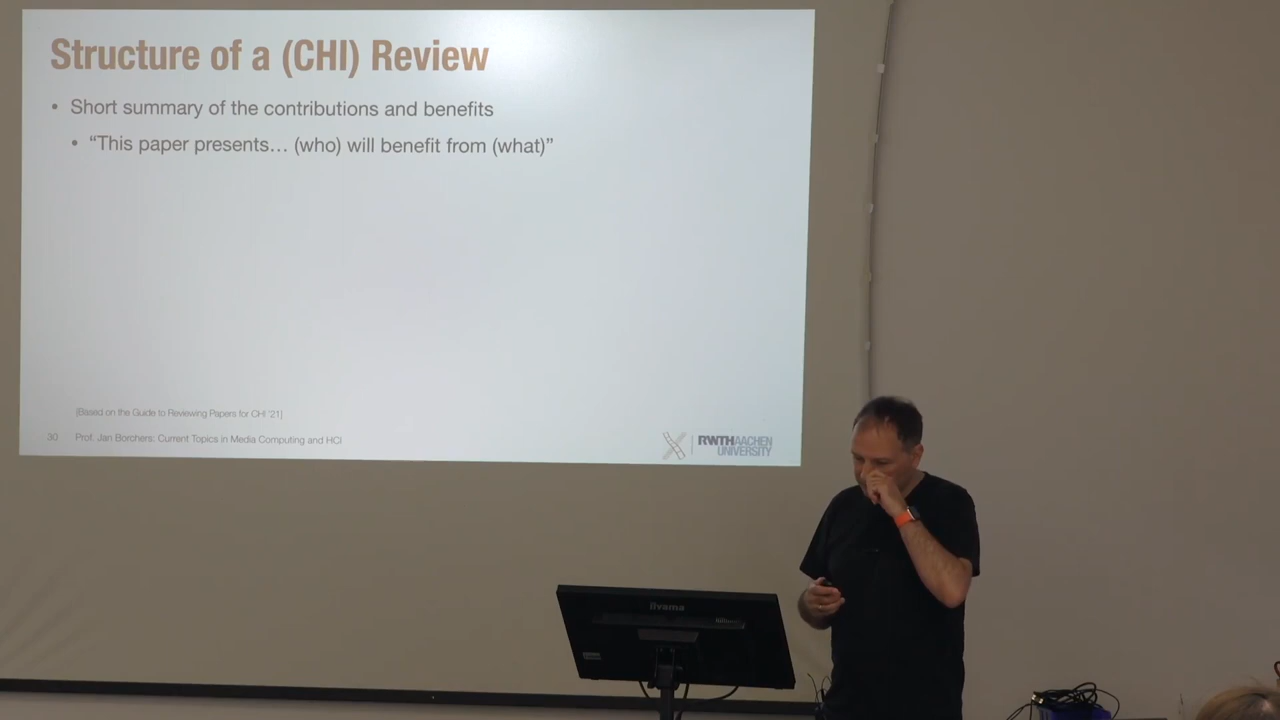 Structure of a (CHI) Review
• Short summary of the contributions and benefits
• “This paper presents… (who) will benefit from (what)”
[Based on the Guide to Reviewing Papers for CHI '21]
30 Prof. Jan Borchers: Current Topics in Media Computing and HCI
RWTH AACHEN
UNIVERSITY
iiyama